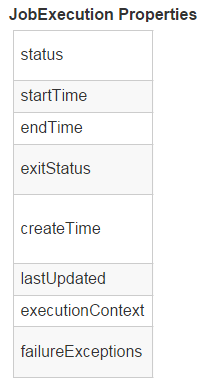 JobExecution Properties
status
startTime
endTime
exitStatus
createTime
lastUpdated
executionContext
failureExceptions